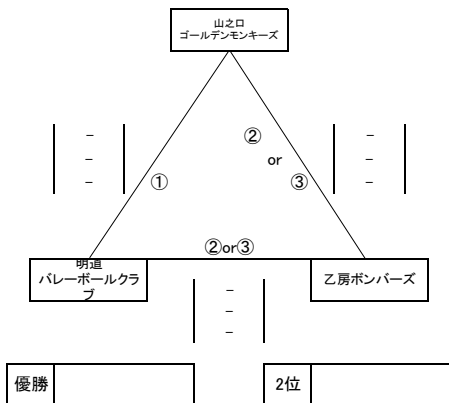 山之口
ゴールデンモンキーズ
②
or
③
①
-
-
-
-
-
-
②or③
明道
バレーボールクラ
ブ
乙房ボンバーズ
-
-
-
優勝
2位